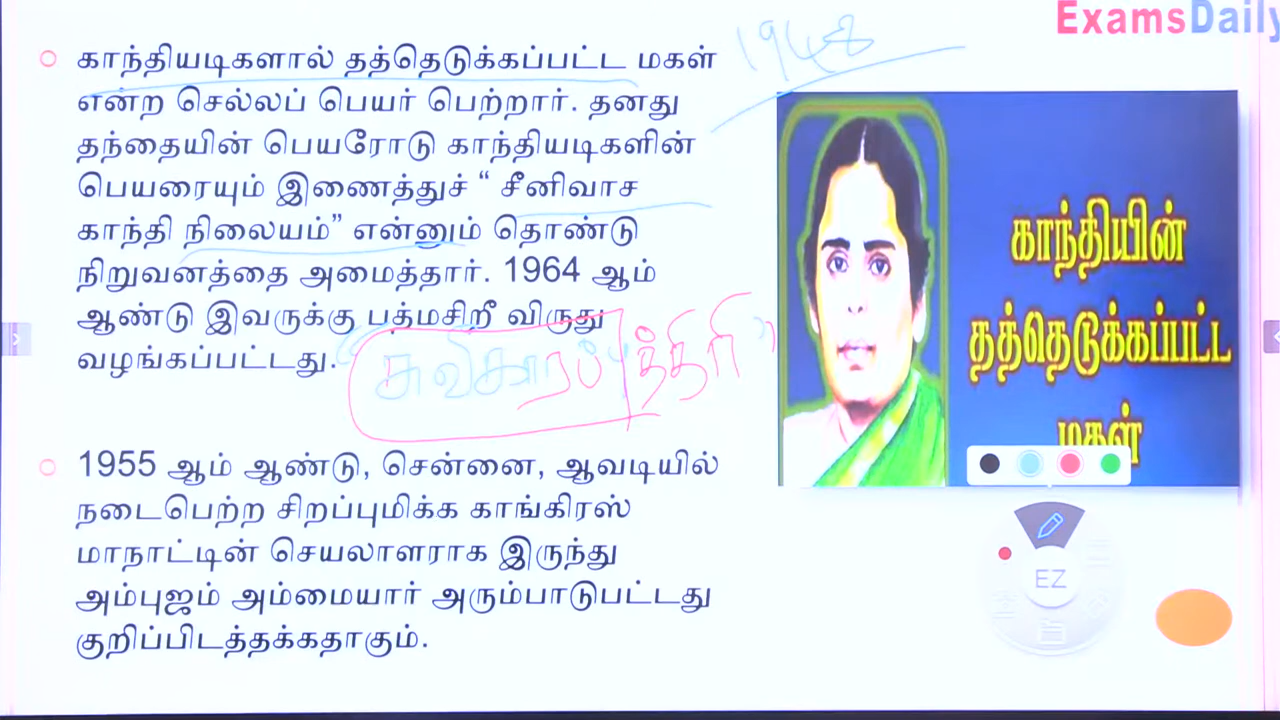 ExamsDaily
1948
காந்தியடிகளால் தத்தெடுக்கப்பட்ட மகள்
என்ற செல்லப் பெயர் பெற்றார். தனது
தந்தையின் பெயரோடு காந்தியடிகளின்
பெயரையும் இணைத்துச் “ சீனிவாச
காந்தி நிலையம்” என்னும் தொண்டு
நிறுவனத்தை அமைத்தார். 1964 ஆம்
ஆண்டு இவருக்கு பத்மசிறீ விருது
வழங்கப்பட்டது.
சுவிகாரப் புத்திரி
1955 ஆம் ஆண்டு, சென்னை, ஆவடியில்
நடைபெற்ற சிறப்புமிக்க காங்கிரஸ்
மாநாட்டின் செயலாளராக இருந்து
அம்புஜம் அம்மையார் அரும்பாடுபட்டது
குறிப்பிடத்தக்கதாகும்.
காந்தியின்
தத்தெடுக்கப்பட்ட
மகள்
EZ